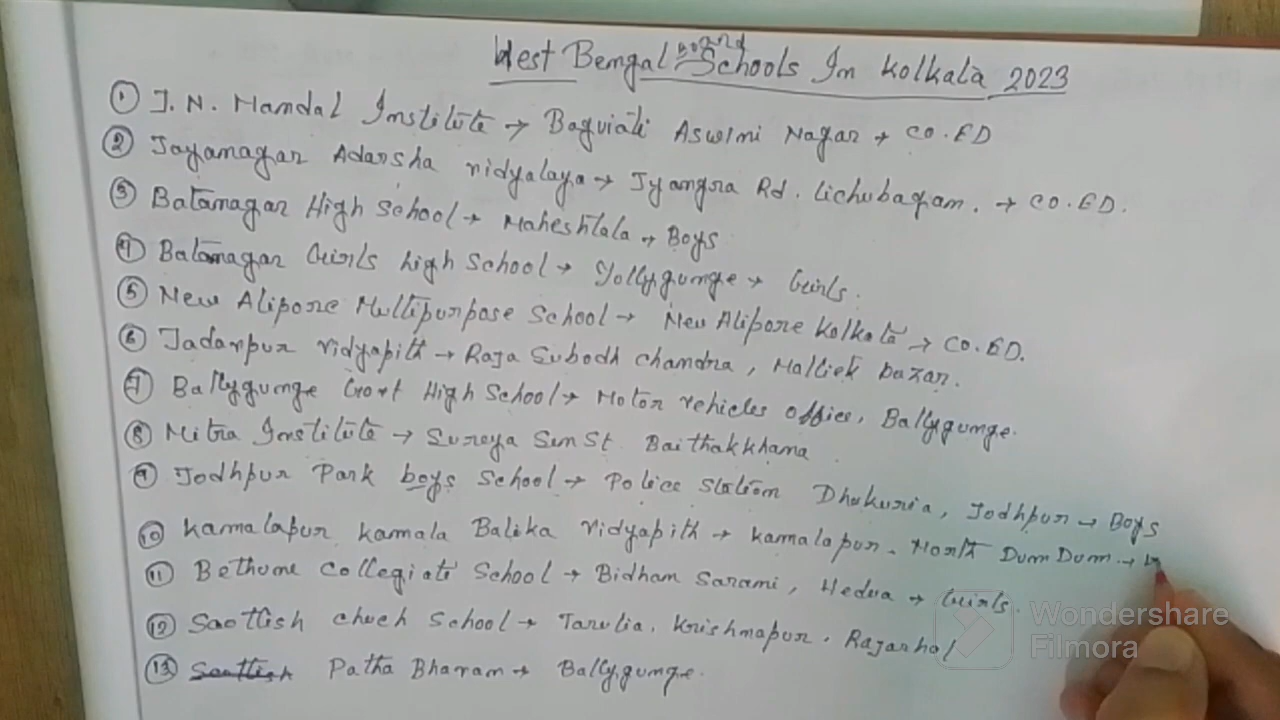 West Bengal Board Schools In Kolkata 2023
① J. N. Mandal Institute → Baguiati Aswini Nagar → CO.ED
② Jayanagar Adarsha vidyalaya → Jyangra Rd. Lichubagan. → CO.ED.
③ Batanagar High School → Maheshtala → Boys
④ Batanagar Girls high School → Jollygunge → Girls.
⑤ New Alipore Multipurpose School → New Alipore Kolkata → CO.ED.
⑥ Jadavpur vidyapith → Raja Subodh Chandra, Mallick bazar.
⑦ Ballygunge Govt High School → Motor vehicles office, Ballygunge.
⑧ Mitra Institute → Sureya Sen St. Baithakkhana
⑨ Jodhpur Park boys School → Police Station Dhakuria, Jodhpur → Boys
⑩ Kamalapur Kamala Balika Vidyapith → Kamalapur. North Dum Dum. →
⑪ Bethune Collegiate School → Bidhan Sarani, Hedua → Girls.
⑫ Scottish chuch School → Tarulia, Krishnapur. Rajarhat
⑬ Patha Bhavan → Ballygunge.
Wondershare
Filmora